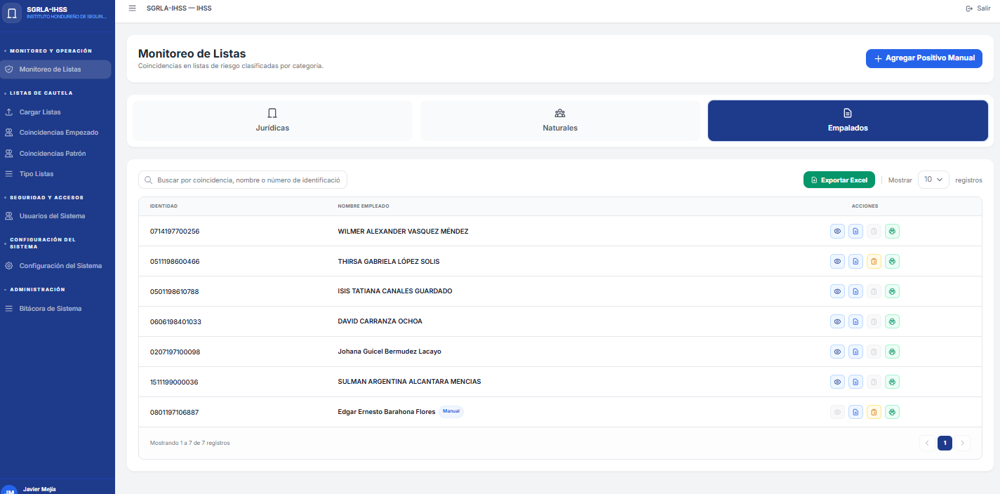 SGRLA-IHSS
INSTITUTO HONDUREÑO DE SEGURI...
SGRLA-IHSS — IHSS
Salir
MONITOREO Y OPERACIÓN
Monitoreo de Listas
LISTAS DE CAUTELA
Cargar Listas
Coincidencias Empezado
Coincidencias Patrón
Tipo Listas
SEGURIDAD Y ACCESOS
Usuarios del Sistema
CONFIGURACIÓN DEL
SISTEMA
Configuración del Sistema
ADMINISTRACIÓN
Bitácora de Sistema
Javier Mejía
JM
Monitoreo de Listas
Coincidencias en listas de riesgo clasificadas por categoría.
Agregar Positivo Manual
Jurídicas
Naturales
Empalados
Buscar por coincidencia, nombre o número de identificació
Exportar Excel
Mostrar 10 registros
IDENTIDAD NOMBRE EMPLEADO ACCIONES
0714197700256 WILMER ALEXANDER VASQUEZ MÉNDEZ
0511198600466 THIRSA GABRIELA LÓPEZ SOLIS
0501198610788 ISIS TATIANA CANALES GUARDADO
0606198401033 DAVID CARRANZA OCHOA
0207197100098 Johana Guicel Bermudez Lacayo
1511199000036 SULMAN ARGENTINA ALCANTARA MENCIAS
0801197106887 Edgar Ernesto Barahona Flores Manual
Mostrando 1 a 7 de 7 registros
1